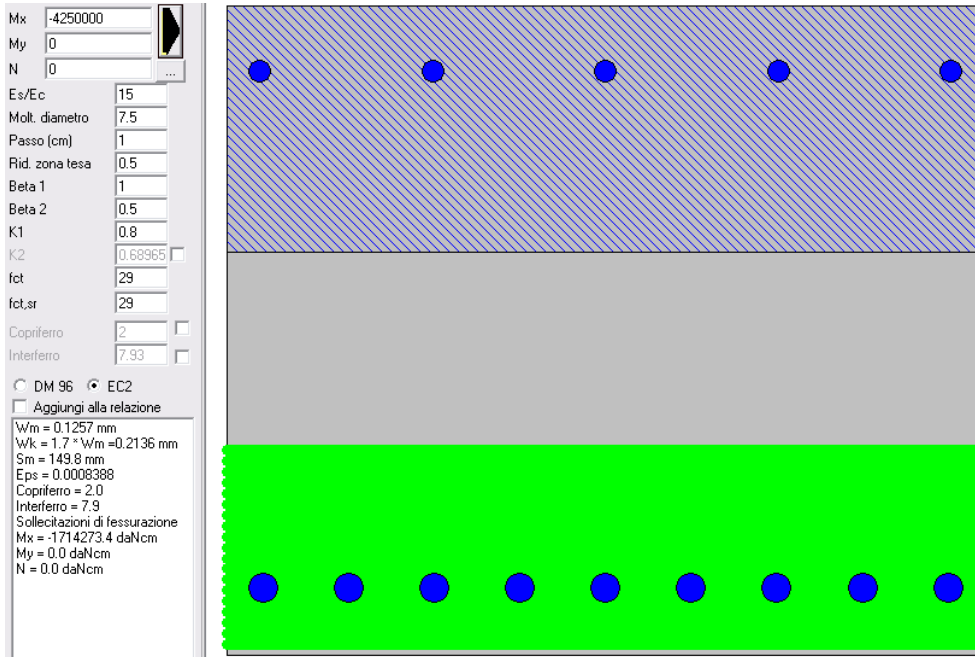 Mx -4250000
My 0
N 0
...
Es/Ec 15
Molt. diametro 7.5
Passo (cm) 1
Rid. zona tesa 0.5
Beta 1 1
Beta 2 0.5
K1 0.8
K2 0.68965
fct 29
fct,sr 29
Copriferro 2
Interferro 7.93
DM 96 EC2
Aggiungi alla relazione
Wm = 0.1257 mm
Wk = 1.7 * Wm =0.2136 mm
Sm = 149.8 mm
Eps = 0.0008388
Copriferro = 2.0
Interferro = 7.9
Sollecitazioni di fessurazione
Mx = -1714273.4 daNcm
My = 0.0 daNcm
N = 0.0 daNcm